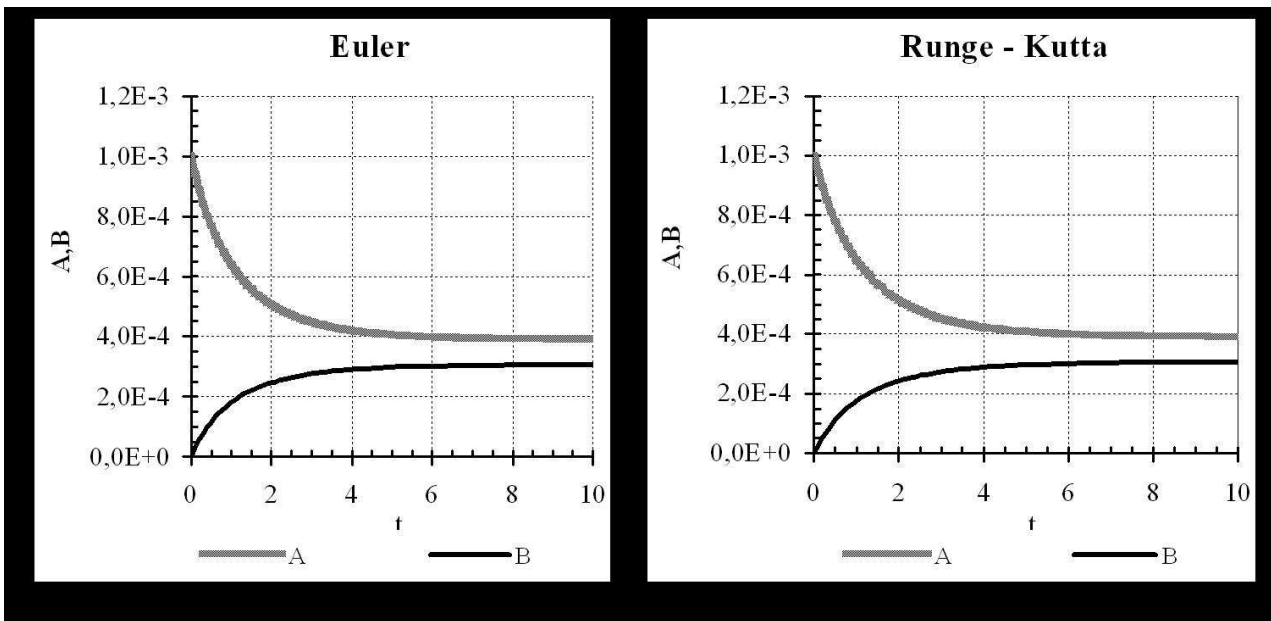 Euler
1,2E-3
1,0E-3
8,0E-4
6,0E-4
4,0E-4
2,0E-4
0,0E+0
A,B
0 2 4 6 8 10
t
A B
Runge - Kutta
1,2E-3
1,0E-3
8,0E-4
6,0E-4
4,0E-4
2,0E-4
0,0E+0
A,B
0 2 4 6 8 10
t
A B